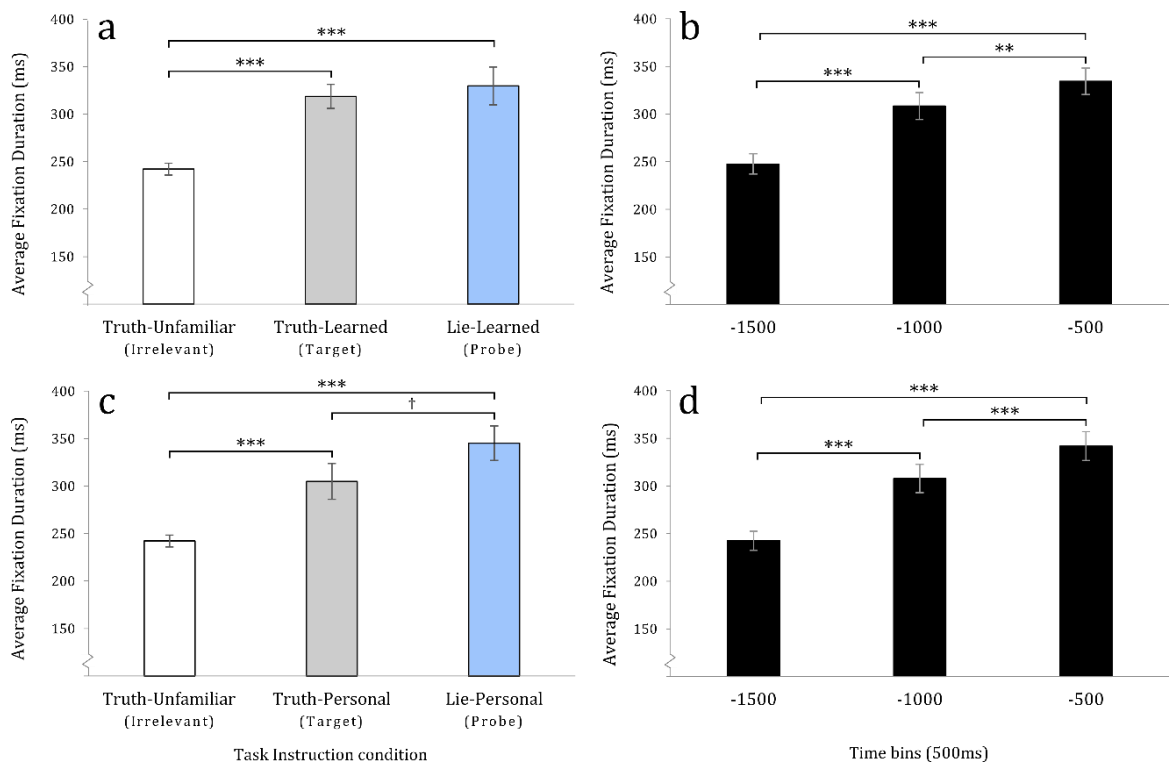 a
Average Fixation Duration (ms)
400
350
300
250
200
150
***
***
Truth-Unfamiliar
(Irrelevant)
Truth-Learned
(Target)
Lie-Learned
(Probe)
b
Average Fixation Duration (ms)
400
350
300
250
200
150
***
**
***
-1500
-1000
-500
c
Average Fixation Duration (ms)
400
350
300
250
200
150
***
†
***
Truth-Unfamiliar
(Irrelevant)
Truth-Personal
(Target)
Lie-Personal
(Probe)
Task Instruction condition
d
Average Fixation Duration (ms)
400
350
300
250
200
150
***
***
***
-1500
-1000
-500
Time bins (500ms)